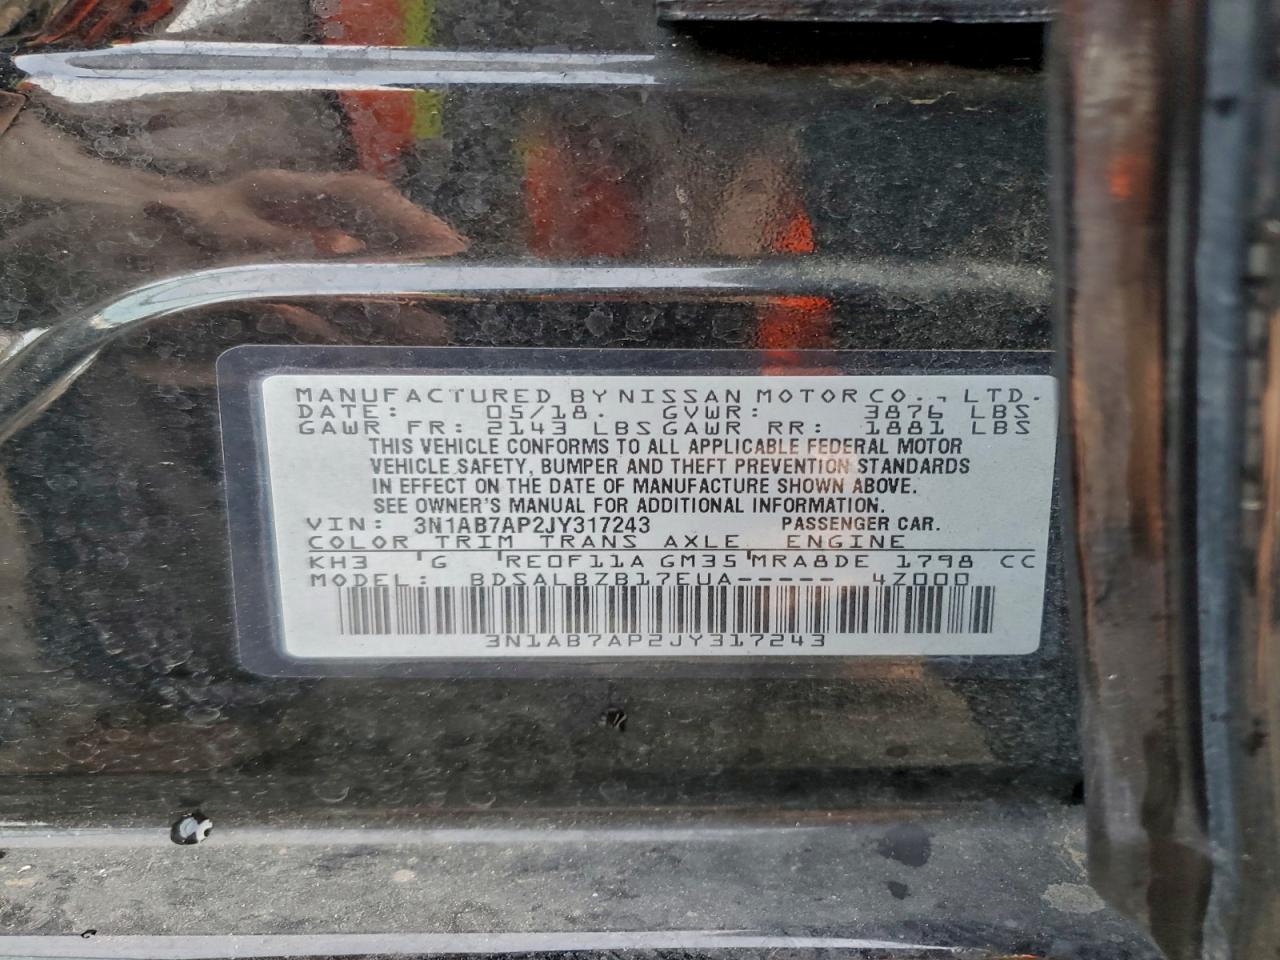 MANUFACTURED BY NISSAN MOTOR CO., LTD.
DATE: 05/18. GVWR: 3876 LBS
GAWR FR: 2143 LBS GAWR RR: 1881 LBS
THIS VEHICLE CONFORMS TO ALL APPLICABLE FEDERAL MOTOR
VEHICLE SAFETY, BUMPER AND THEFT PREVENTION STANDARDS
IN EFFECT ON THE DATE OF MANUFACTURE SHOWN ABOVE.
SEE OWNER'S MANUAL FOR ADDITIONAL INFORMATION.
VIN: 3N1AB7AP2JY317243 PASSENGER CAR.
COLOR TRIM TRANS AXLE ENGINE
KH3 'G 'RE0F11A GM35'MRA8DE 1798 CC
MODEL: BDSALBZB17EUA----- 4Z000
3N1AB7AP2JY317243